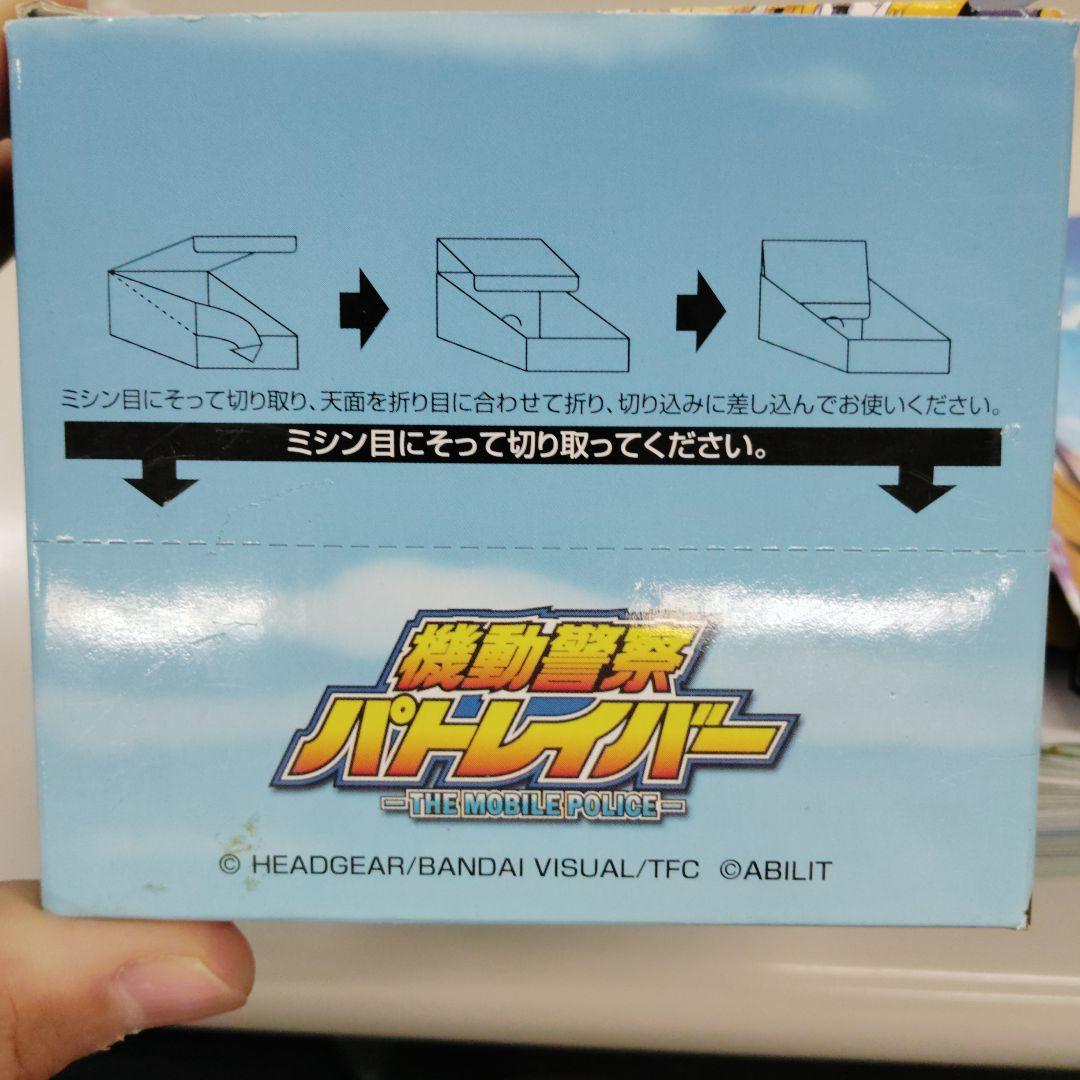 ミシン目にそって切り取り、天面を折り目に合わせて折り、切り込みに差し込んでお使いください。
ミシン目にそって切り取ってください。
機動警察
パトレイバー
THE MOBILE POLICE
© HEADGEAR/BANDAI VISUAL/TFC ©ABILIT